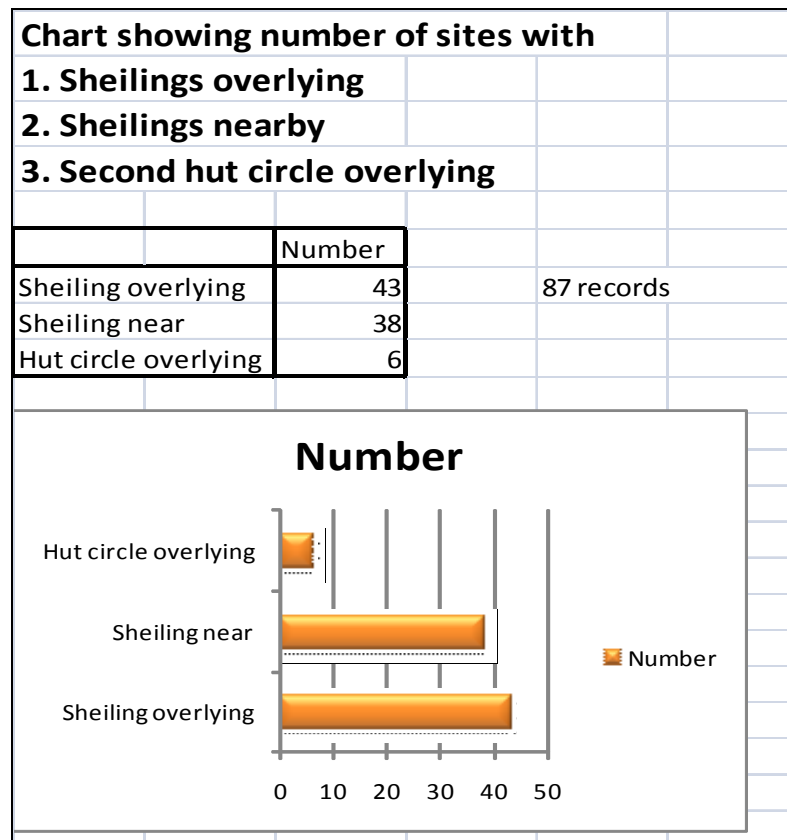 Chart showing number of sites with
1. Sheilings overlying
2. Sheilings nearby
3. Second hut circle overlying
Number
Sheiling overlying 43 87 records
Sheiling near 38
Hut circle overlying 6
Number
Hut circle overlying
Sheiling near
Number
Sheiling overlying
0 10 20 30 40 50